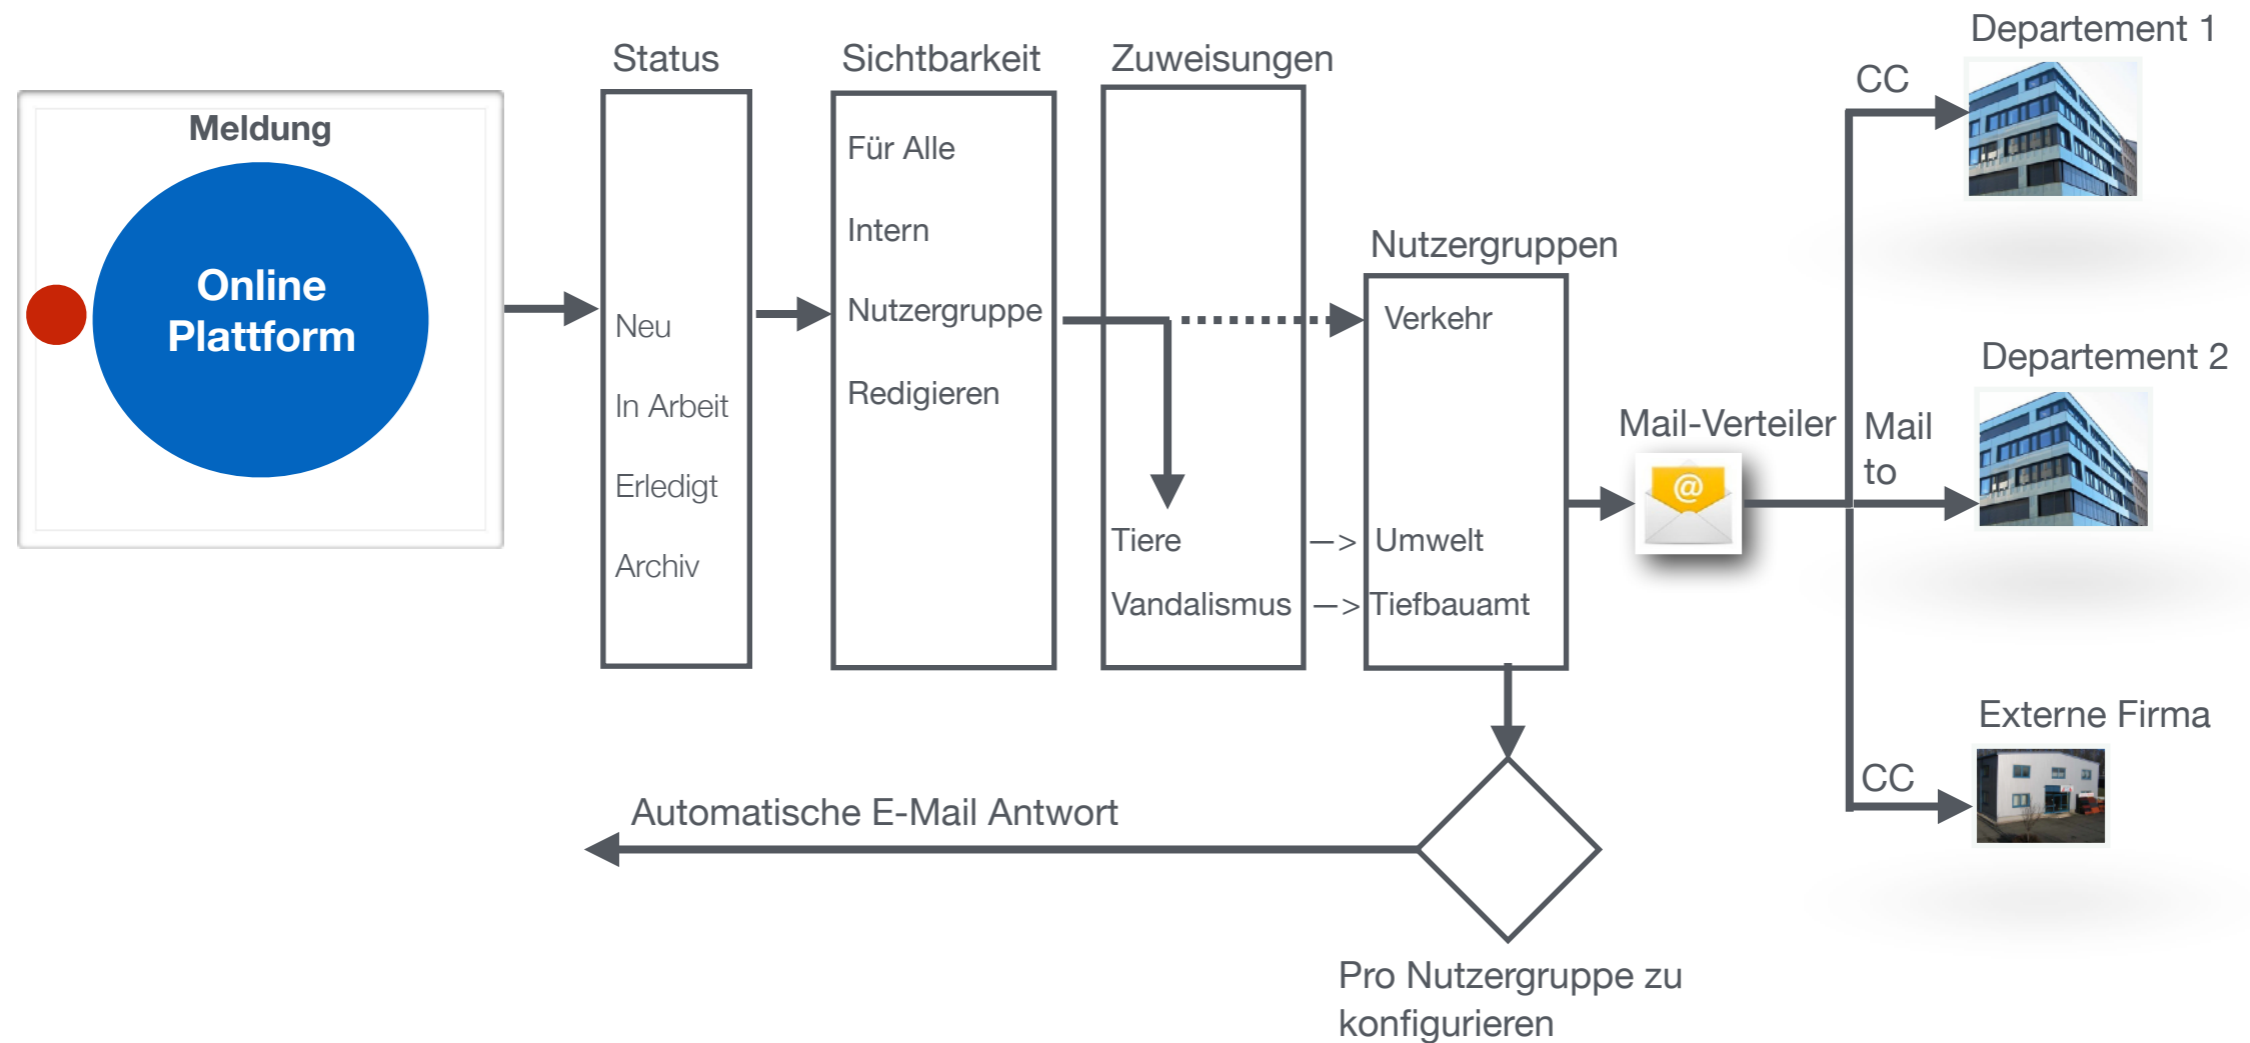 Meldung
Online
Plattform
Status
Neu
In Arbeit
Erledigt
Archiv
Sichtbarkeit
Für Alle
Intern
Nutzergruppe
Redigieren
Zuweisungen
Tiere
Vandalismus
—>
—>
Nutzergruppen
Verkehr
Umwelt
Tiefbauamt
Mail-Verteiler
@
CC
Departement 1
Mail
to
Departement 2
CC
Externe Firma
Automatische E-Mail Antwort
Pro Nutzergruppe zu
konfigurieren